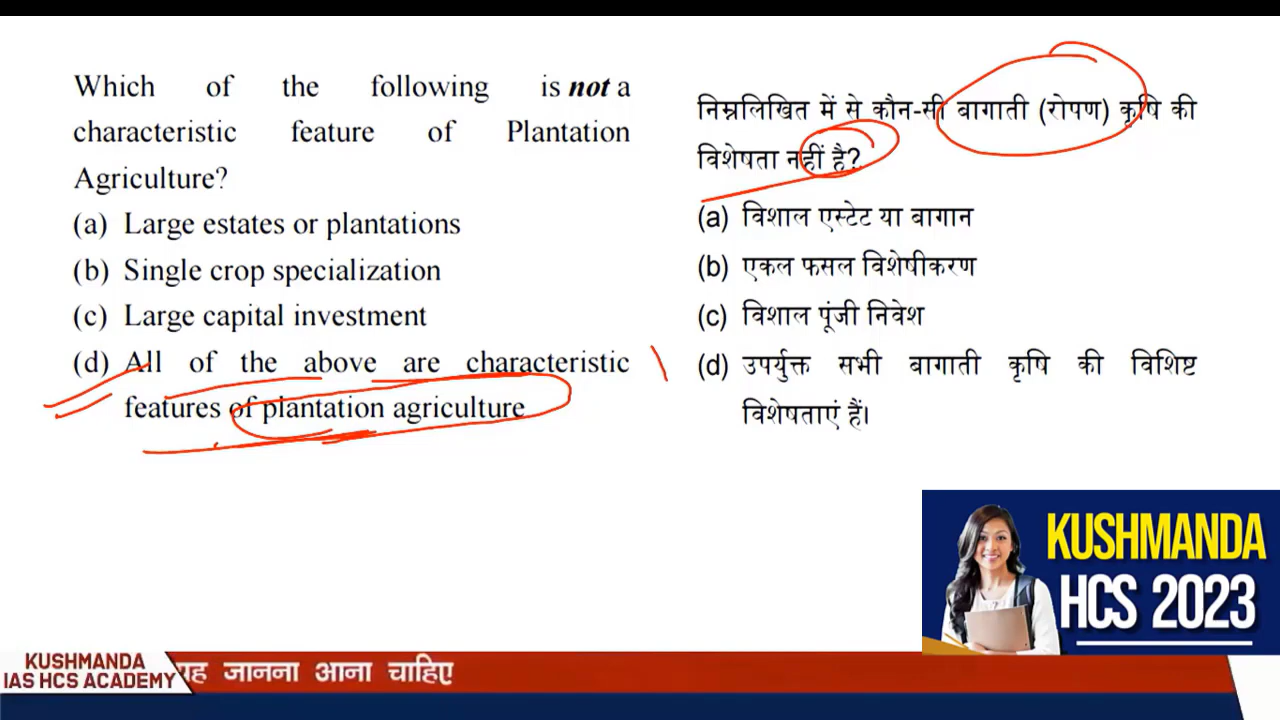 Which of the following is not a
characteristic feature of Plantation
Agriculture?
(a) Large estates or plantations
(b) Single crop specialization
(c) Large capital investment
(d) All of the above are characteristic
features of plantation agriculture
निम्नलिखित में से कौन-सी बागाती (रोपण) कृषि की
विशेषता नहीं है?
(a) विशाल एस्टेट या बागान
(b) एकल फसल विशेषीकरण
(c) विशाल पूंजी निवेश
(d) उपर्युक्त सभी बागाती कृषि की विशिष्ट
विशेषताएं हैं।
KUSHMANDA
HCS 2023
KUSHMANDA
IAS HCS ACADEMY
जानना आना चाहिए